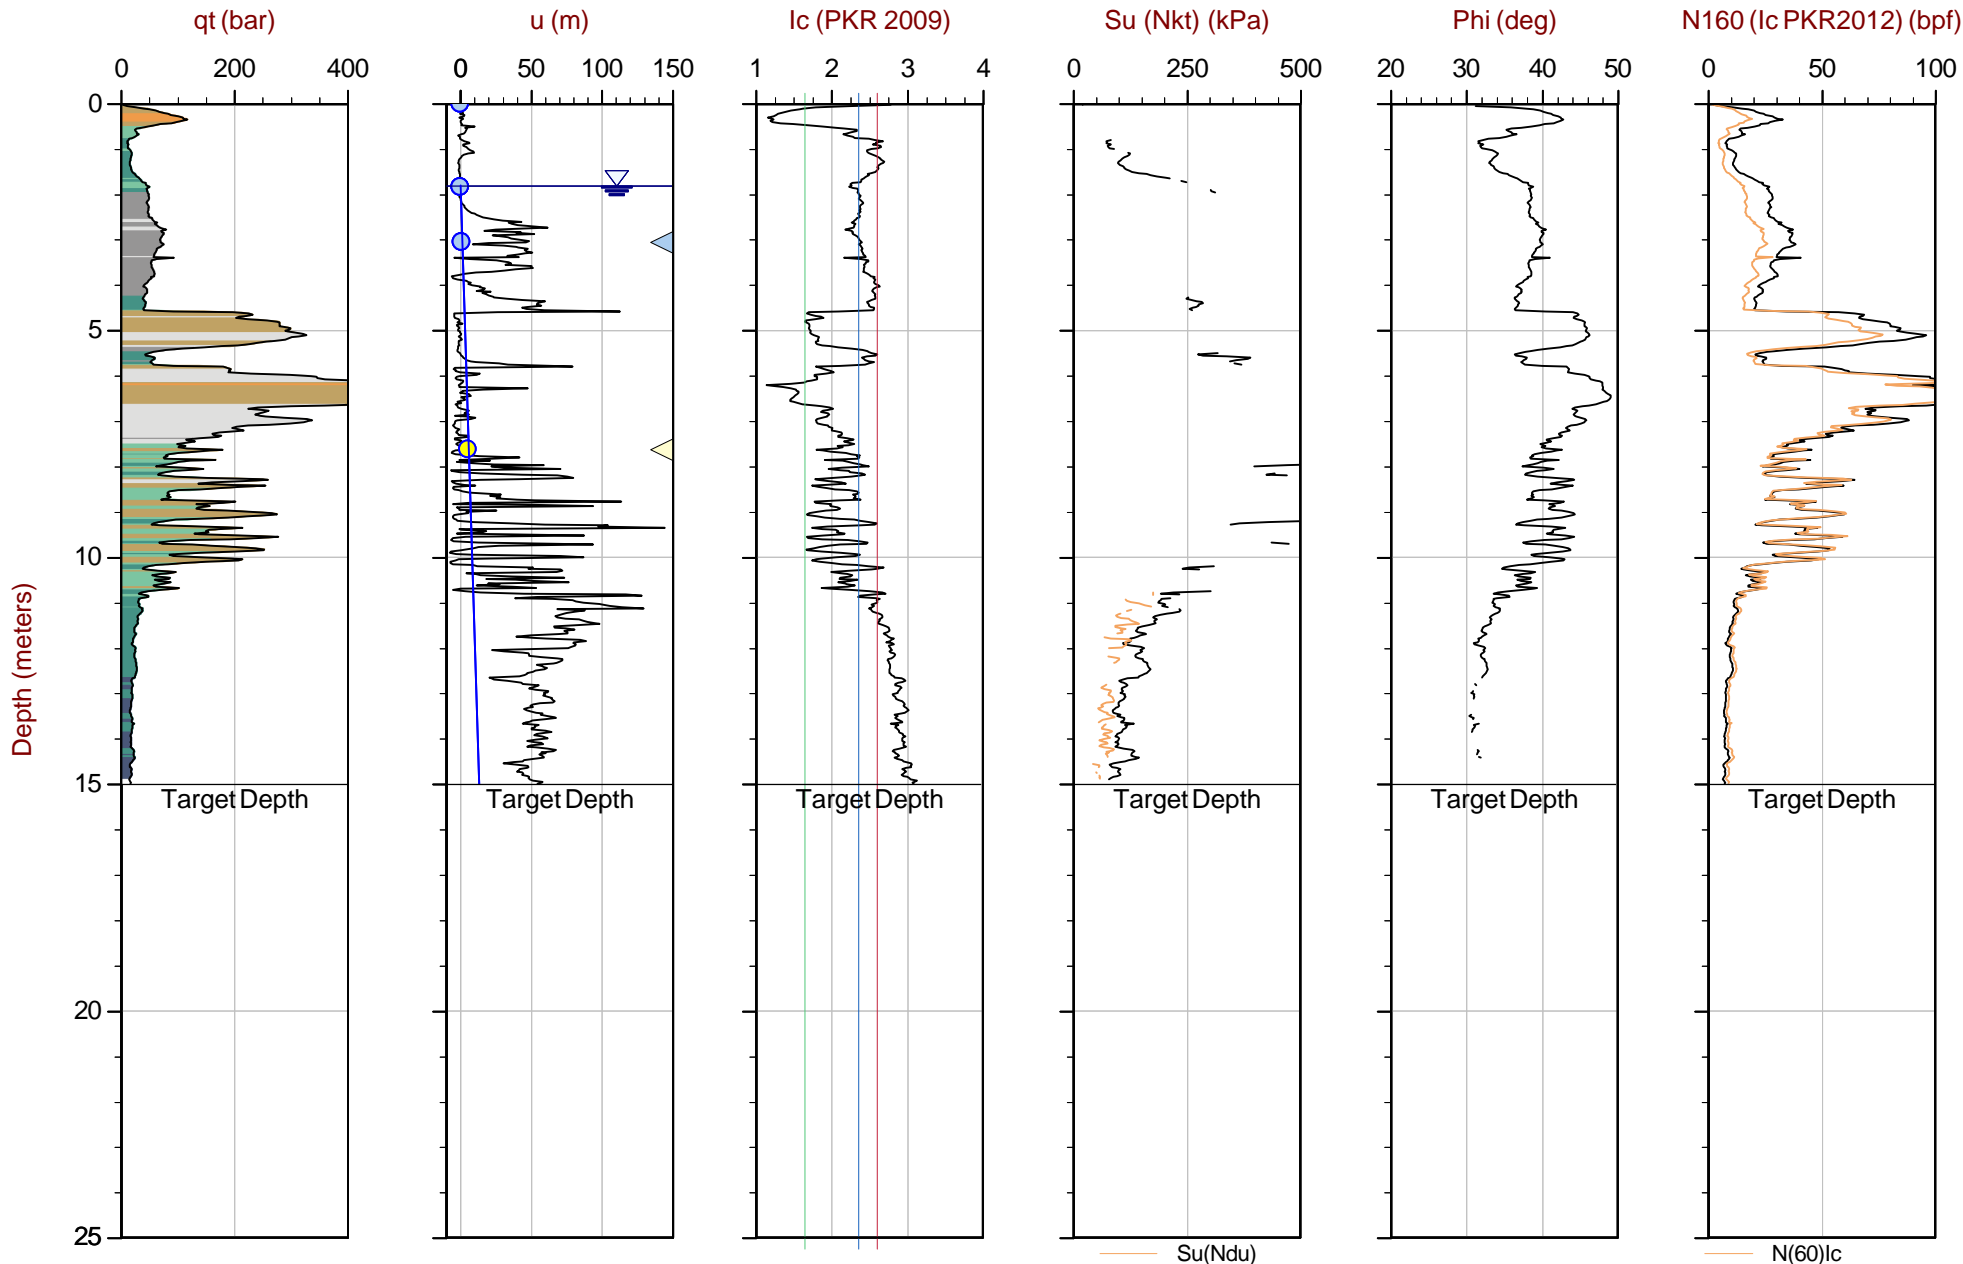 qt (bar) u (m) Ic (PKR 2009) Su (Nkt) (kPa) Phi (deg) N160 (Ic PKR2012) (bpf)
0 200 400 0 50 100 150 1 2 3 4 0 250 500 20 30 40 50 0 50 100
0
5
10
Depth (meters)
15
Target Depth Target Depth Target Depth Target Depth Target Depth Target Depth
20
25
Su(Ndu) N(60)Ic